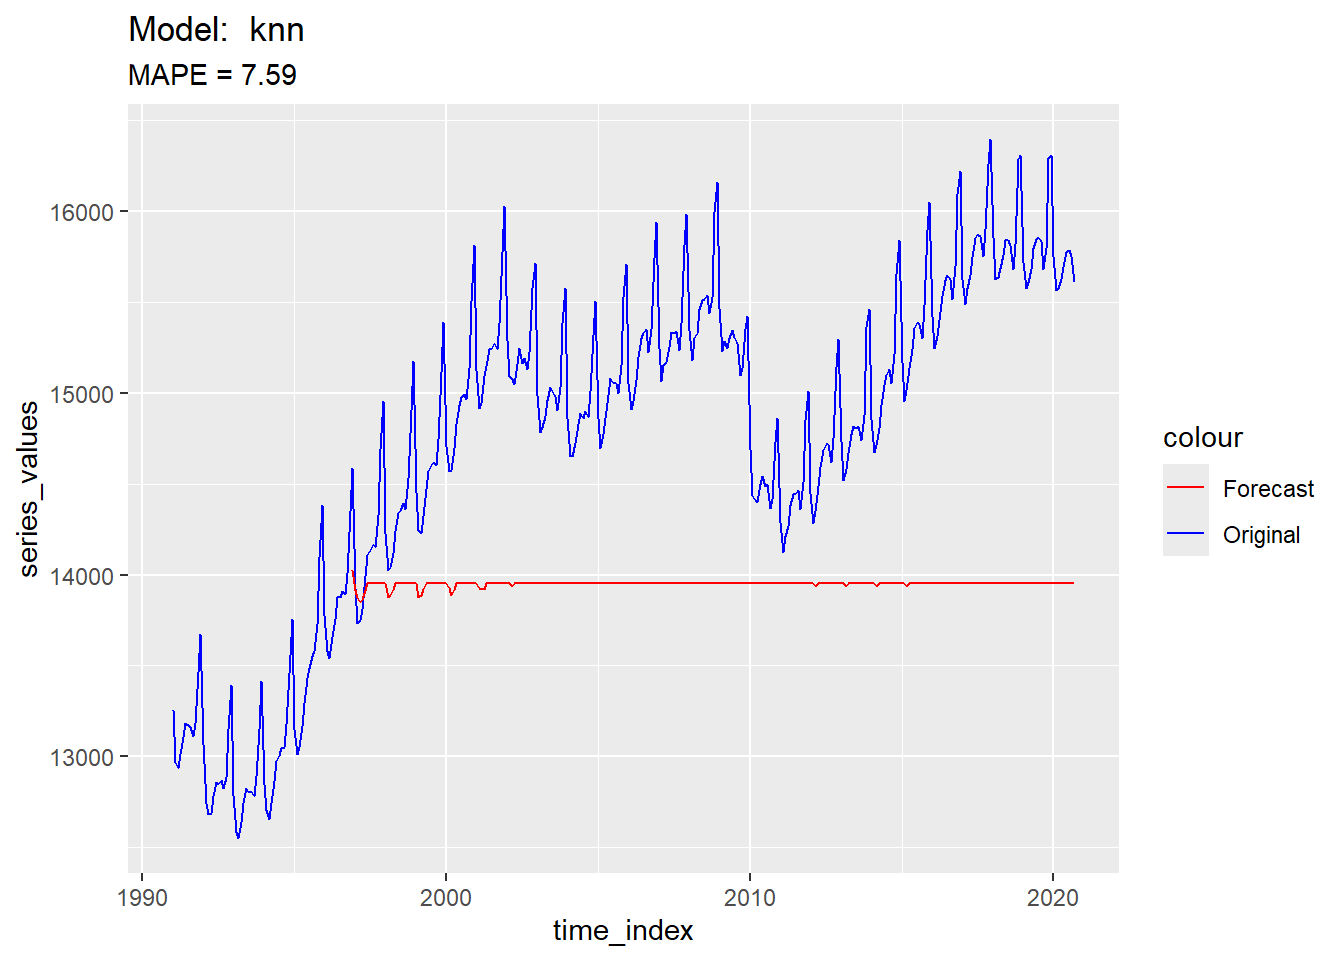 Model:  knn
MAPE = 7.59
16000
15000
14000
13000
series_values
1990
2000
2010
2020
time_index
colour
Forecast
Original